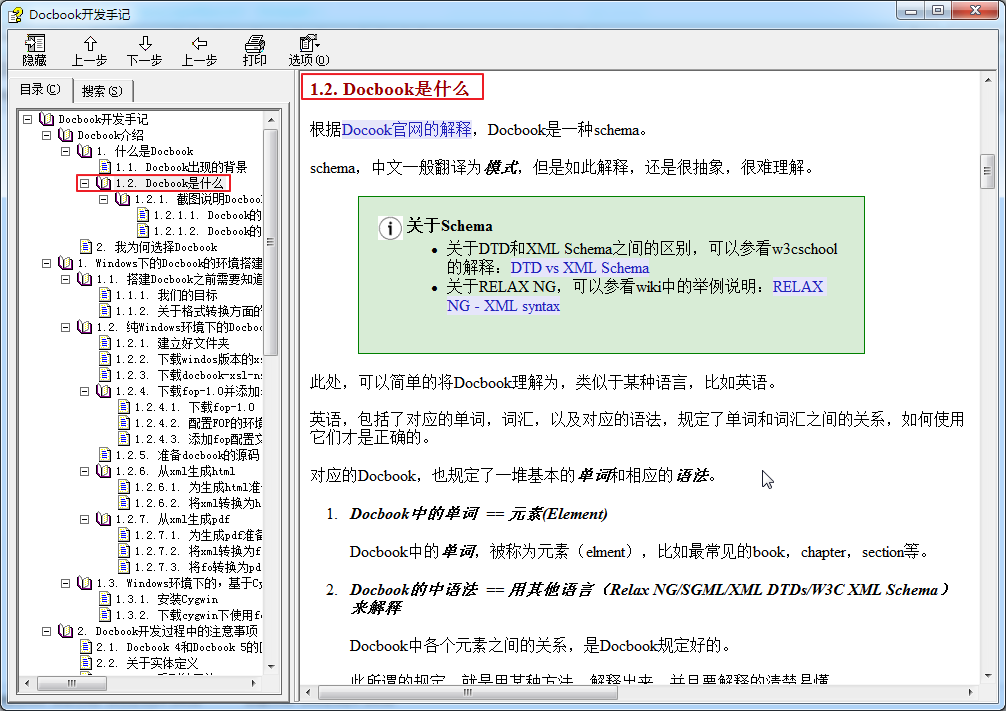 Docbook开发手记
隐藏 上一步 下一步 上一步 打印 选项(O)
目录(C) 搜索(S)
Docbook开发手记
Docbook介绍
1. 什么是Docbook
1.1. Docbook出现的背景
1.2. Docbook是什么
1.2.1. 截图说明Docbool
1.2.1.1. Docbook的
1.2.1.2. Docbook的
2. 我为何选择Docbook
1. Windows下的Docbook的环境搭建
1.1. 搭建Docbook之前需要知道
1.1.1. 我们的目标
1.1.2. 关于格式转换方面的
1.2. 纯Windows环境下的Docboo
1.2.1. 建立好文件夹
1.2.2. 下载windos版本的xs
1.2.3. 下载docbook-xsl-ns
1.2.4. 下载fop-1.0并添加
1.2.4.1. 下载fop-1.0
1.2.4.2. 配置FOP的环境
1.2.4.3. 添加fop配置文
1.2.5. 准备docbook的源码
1.2.6. 从xml生成html
1.2.6.1. 为生成html准
1.2.6.2. 将xml转换为h
1.2.7. 从xml生成pdf
1.2.7.1. 为生成pdf准备
1.2.7.2. 将xml转换为f
1.2.7.3. 将fo转换为pd
1.3. Windows环境下的，基于Cyg
1.3.1. 安装Cygwin
1.3.2. 下载cygwin下使用fo
2. Docbook开发过程中的注意事项
2.1. Docbook 4和Docbook 5的
2.2. 关于实体定义
1.2. Docbook是什么
根据Docook官网的解释，Docbook是一种schema。
schema，中文一般翻译为模式，但是如此解释，还是很抽象，很难理解。
关于Schema
• 关于DTD和XML Schema之间的区别，可以参看w3cschool
的解释：DTD vs XML Schema
• 关于RELAX NG，可以参看wiki中的举例说明：RELAX
NG - XML syntax
此处，可以简单的将Docbook理解为，类似于某种语言，比如英语。
英语，包括了对应的单词，词汇，以及对应的语法，规定了单词和词汇之间的关系，如何使用
它们才是正确的。
对应的Docbook，也规定了一堆基本的单词和相应的语法。
1. Docbook中的单词 == 元素(Element)
Docbook中的单词，被称为元素（elment），比如最常见的book，chapter，section等。
2. Docbook的中语法 == 用其他语言（Relax NG/SGML/XML DTDs/W3C XML Schema）
来解释
Docbook中各个元素之间的关系，是Docbook规定好的。
此所谓的规定，就是用某种方法，解释出来，并且要解释的清楚易懂